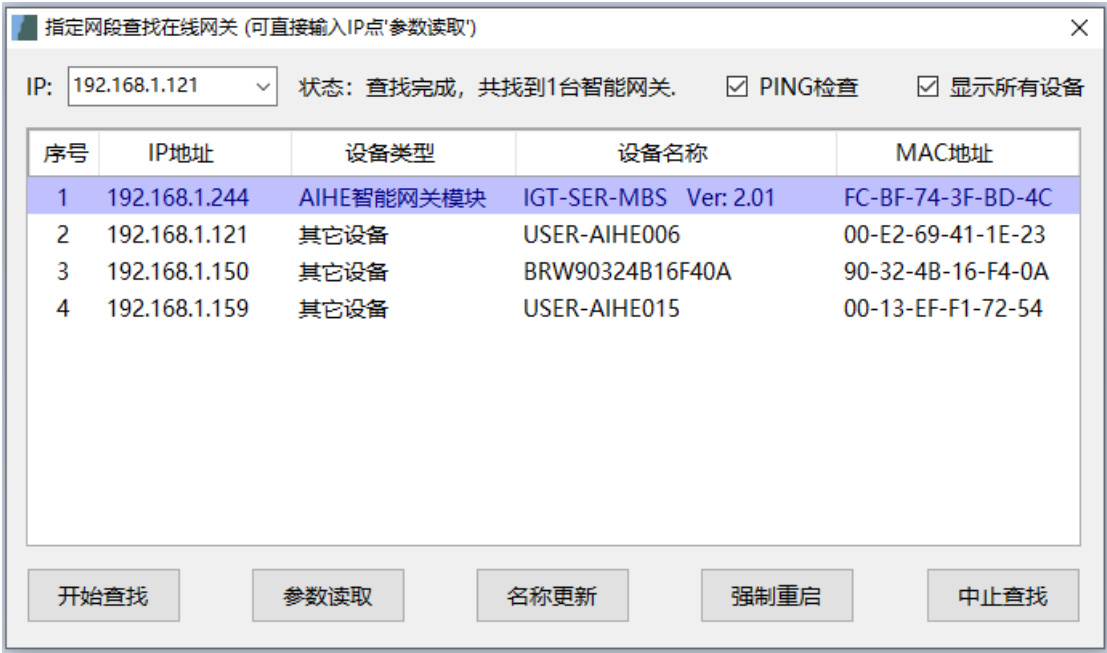 指定网段查找在线网关 (可直接输入IP点'参数读取')
IP: 192.168.1.121 状态：查找完成，共找到1台智能网关. PING检查 显示所有设备
序号 IP地址 设备类型 设备名称 MAC地址
1 192.168.1.244 AIHE智能网关模块 IGT-SER-MBS Ver: 2.01 FC-BF-74-3F-BD-4C
2 192.168.1.121 其它设备 USER-AIHE006 00-E2-69-41-1E-23
3 192.168.1.150 其它设备 BRW90324B16F40A 90-32-4B-16-F4-0A
4 192.168.1.159 其它设备 USER-AIHE015 00-13-EF-F1-72-54
开始查找 参数读取 名称更新 强制重启 中止查找